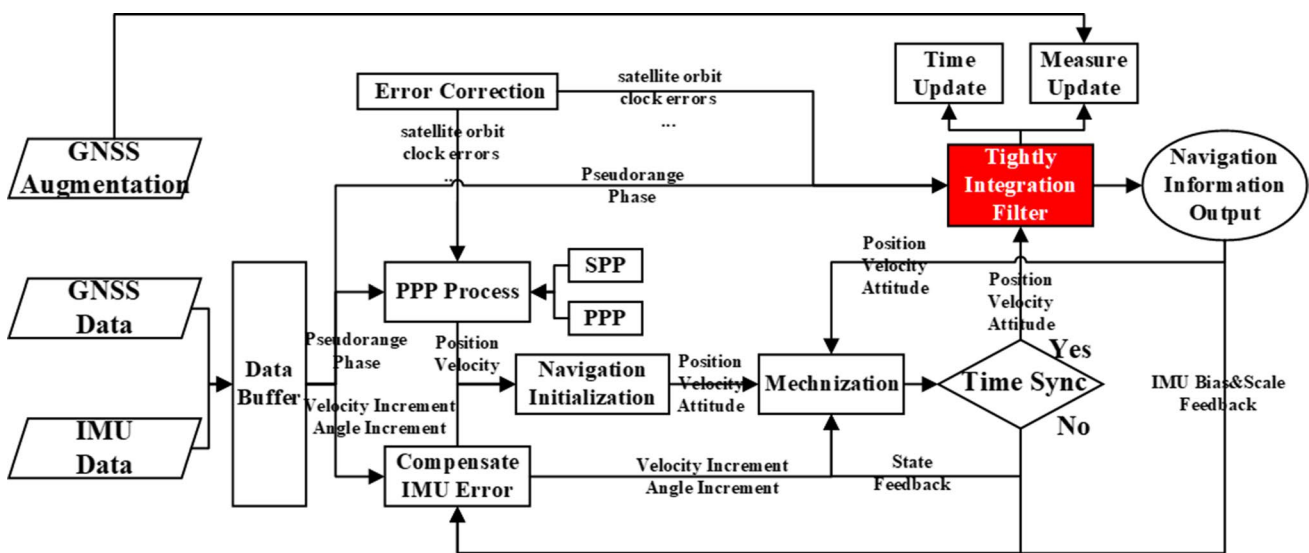 Time
Update
Measure
Update
Error Correction
satellite orbit
clock errors
...
satellite orbit
clock errors
...
GNSS
Augmentation
Pseudorange
Phase
Tightly
Integration
Filter
Navigation
Information
Output
GNSS
Data
PPP Process
SPP
PPP
Position
Velocity
Attitude
Position
Velocity
Attitude
Data
Buffer
Pseudorange
Phase
Position
Velocity
Navigation
Initialization
Position
Velocity
Attitude
Mechnization
Time Sync
Yes
No
IMU Bias&Scale
Feedback
Velocity Increment
Angle Increment
IMU
Data
Compensate
IMU Error
Velocity Increment
Angle Increment
State
Feedback